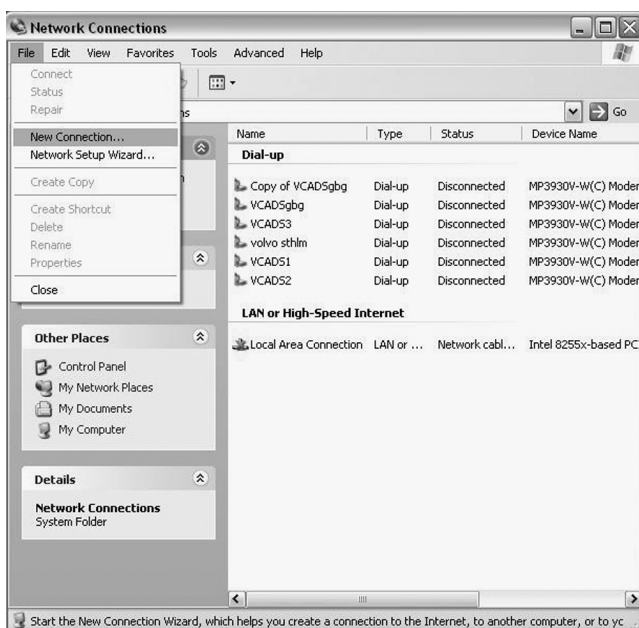 Network Connections
File Edit View Favorites Tools Advanced Help
Connect
Status
Repair
New Connection...
Network Setup Wizard...
Create Copy
Create Shortcut
Delete
Rename
Properties
Close
Go
Name Type Status Device Name
Dial-up
Copy of VCADSgbg Dial-up Disconnected MP3930V-W(C) Moder
VCADSgbg Dial-up Disconnected MP3930V-W(C) Moder
VCADS3 Dial-up Disconnected MP3930V-W(C) Moder
volvo sthlm Dial-up Disconnected MP3930V-W(C) Moder
VCADS1 Dial-up Disconnected MP3930V-W(C) Moder
VCADS2 Dial-up Disconnected MP3930V-W(C) Moder
LAN or High-Speed Internet
Local Area Connection LAN or ... Network cabl... Intel 8255x-based PC
Other Places
Control Panel
My Network Places
My Documents
My Computer
Details
Network Connections
System Folder
Start the New Connection Wizard, which helps you create a connection to the Internet, to another computer, or to yc